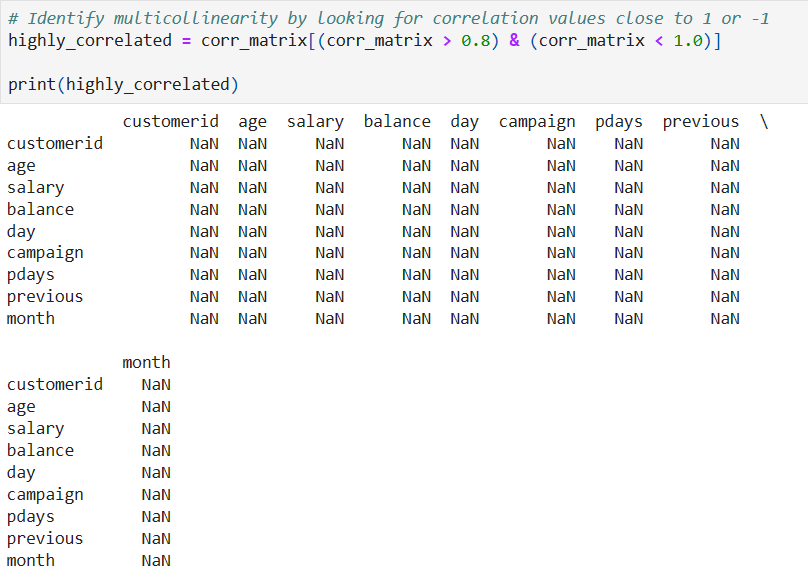 # Identify multicollinearity by looking for correlation values close to 1 or -1
highly_correlated = corr_matrix[(corr_matrix > 0.8) & (corr_matrix < 1.0)]
print(highly_correlated)
customerid age salary balance day campaign pdays previous \
customerid NaN NaN NaN NaN NaN NaN NaN NaN
age NaN NaN NaN NaN NaN NaN NaN NaN
salary NaN NaN NaN NaN NaN NaN NaN NaN
balance NaN NaN NaN NaN NaN NaN NaN NaN
day NaN NaN NaN NaN NaN NaN NaN NaN
campaign NaN NaN NaN NaN NaN NaN NaN NaN
pdays NaN NaN NaN NaN NaN NaN NaN NaN
previous NaN NaN NaN NaN NaN NaN NaN NaN
month NaN NaN NaN NaN NaN NaN NaN NaN
month
customerid NaN
age NaN
salary NaN
balance NaN
day NaN
campaign NaN
pdays NaN
previous NaN
month NaN